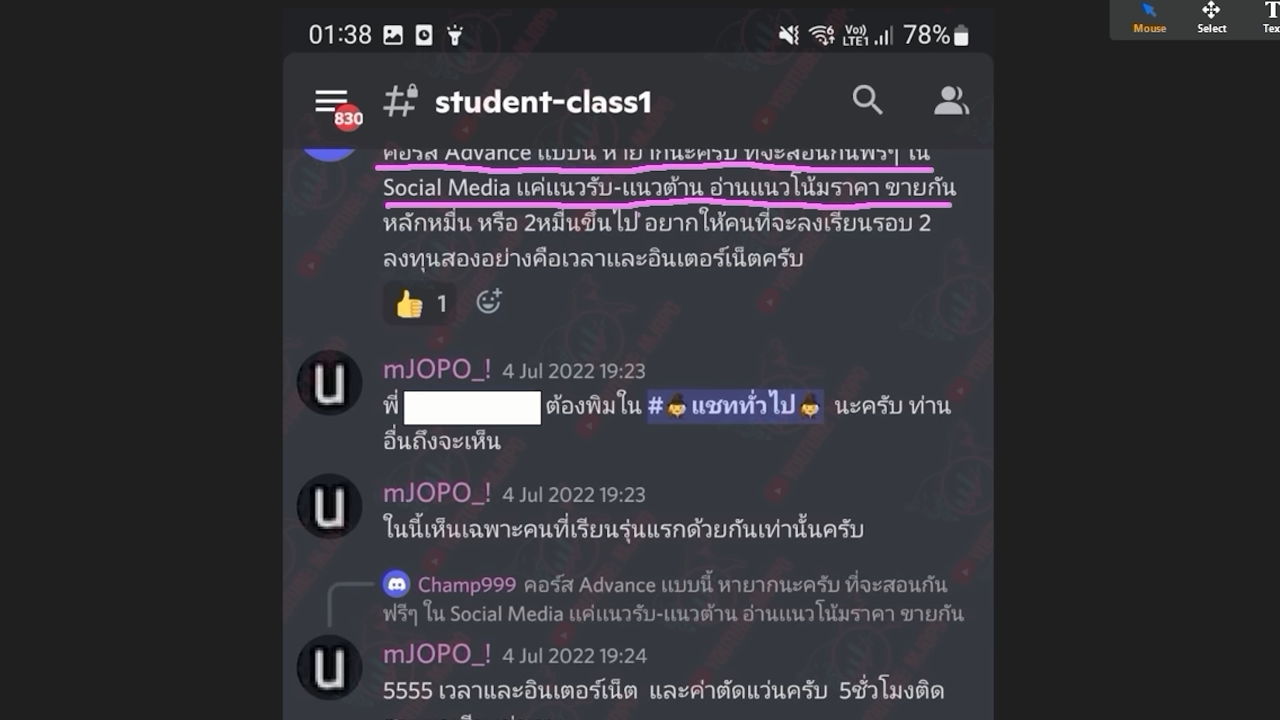 01:38 Vo)) LTE1 78%
Mouse Select
830 # student-class1
คอร์ส Advance แบบนี้ หายากนะครับ ที่จะสอนกันฟรีๆ ใน
Social Media แค่แนวรับ-แนวต้าน อ่านแนวโน้มราคา ขายกัน
หลักหมื่น หรือ 2หมื่นขึ้นไป อยากให้คนที่จะลงเรียนรอบ 2
ลงทุนสองอย่างคือเวลาและอินเตอร์เน็ตครับ
👍 1
mJOPO_! 4 Jul 2022 19:23
พี่ ต้องพิมใน #แชททั่วไป นะครับ ท่าน
อื่นถึงจะเห็น
mJOPO_! 4 Jul 2022 19:23
ในนี้เห็นเฉพาะคนที่เรียนรุ่นแรกด้วยกันเท่านั้นครับ
Champ999 คอร์ส Advance แบบนี้ หายากนะครับ ที่จะสอนกัน
ฟรีๆ ใน Social Media แค่แนวรับ-แนวต้าน อ่านแนวโน้มราคา ขายกัน
mJOPO_! 4 Jul 2022 19:24
5555 เวลาและอินเตอร์เน็ต และค่าตัดแว่นครับ 5ชั่วโมงติด